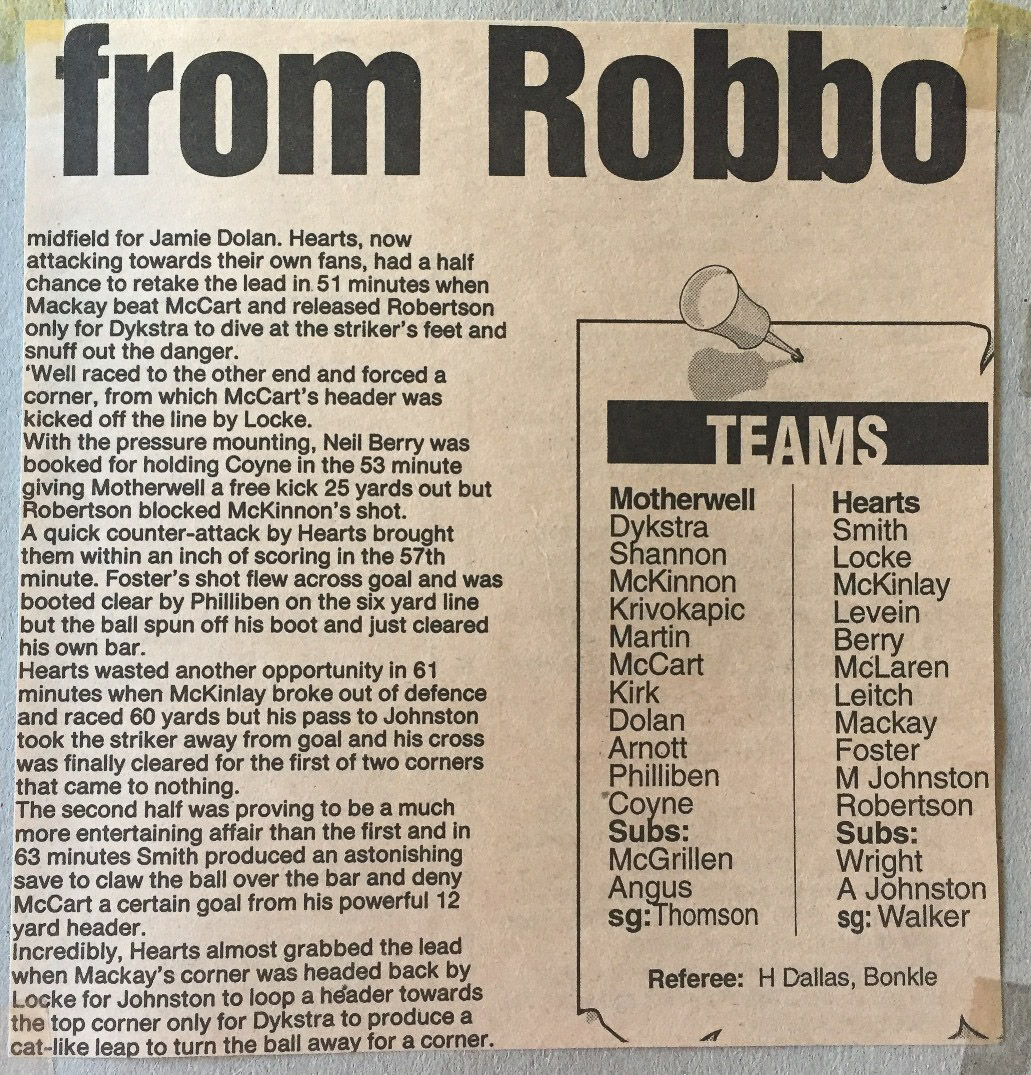 from Robbo
midfield for Jamie Dolan. Hearts, now
attacking towards their own fans, had a half
chance to retake the lead in 51 minutes when
Mackay beat McCart and released Robertson
only for Dykstra to dive at the striker's feet and
snuff out the danger.
'Well raced to the other end and forced a
corner, from which McCart's header was
kicked off the line by Locke.
With the pressure mounting, Neil Berry was
booked for holding Coyne in the 53 minute
giving Motherwell a free kick 25 yards out but
Robertson blocked McKinnon's shot.
A quick counter-attack by Hearts brought
them within an inch of scoring in the 57th
minute. Foster's shot flew across goal and was
booted clear by Philliben on the six yard line
but the ball spun off his boot and just cleared
his own bar.
Hearts wasted another opportunity in 61
minutes when McKinlay broke out of defence
and raced 60 yards but his pass to Johnston
took the striker away from goal and his cross
was finally cleared for the first of two corners
that came to nothing.
The second half was proving to be a much
more entertaining affair than the first and in
63 minutes Smith produced an astonishing
save to claw the ball over the bar and deny
McCart a certain goal from his powerful 12
yard header.
Incredibly, Hearts almost grabbed the lead
when Mackay's corner was headed back by
Locke for Johnston to loop a header towards
the top corner only for Dykstra to produce a
cat-like leap to turn the ball away for a corner.
TEAMS
Motherwell
Dykstra
Shannon
McKinnon
Krivokapic
Martin
McCart
Kirk
Dolan
Arnott
Philliben
Coyne
Subs:
McGrillen
Angus
sg: Thomson
Hearts
Smith
Locke
McKinlay
Levein
Berry
McLaren
Leitch
Mackay
Foster
M Johnston
Robertson
Subs:
Wright
A Johnston
sg: Walker
Referee: H Dallas, Bonkle